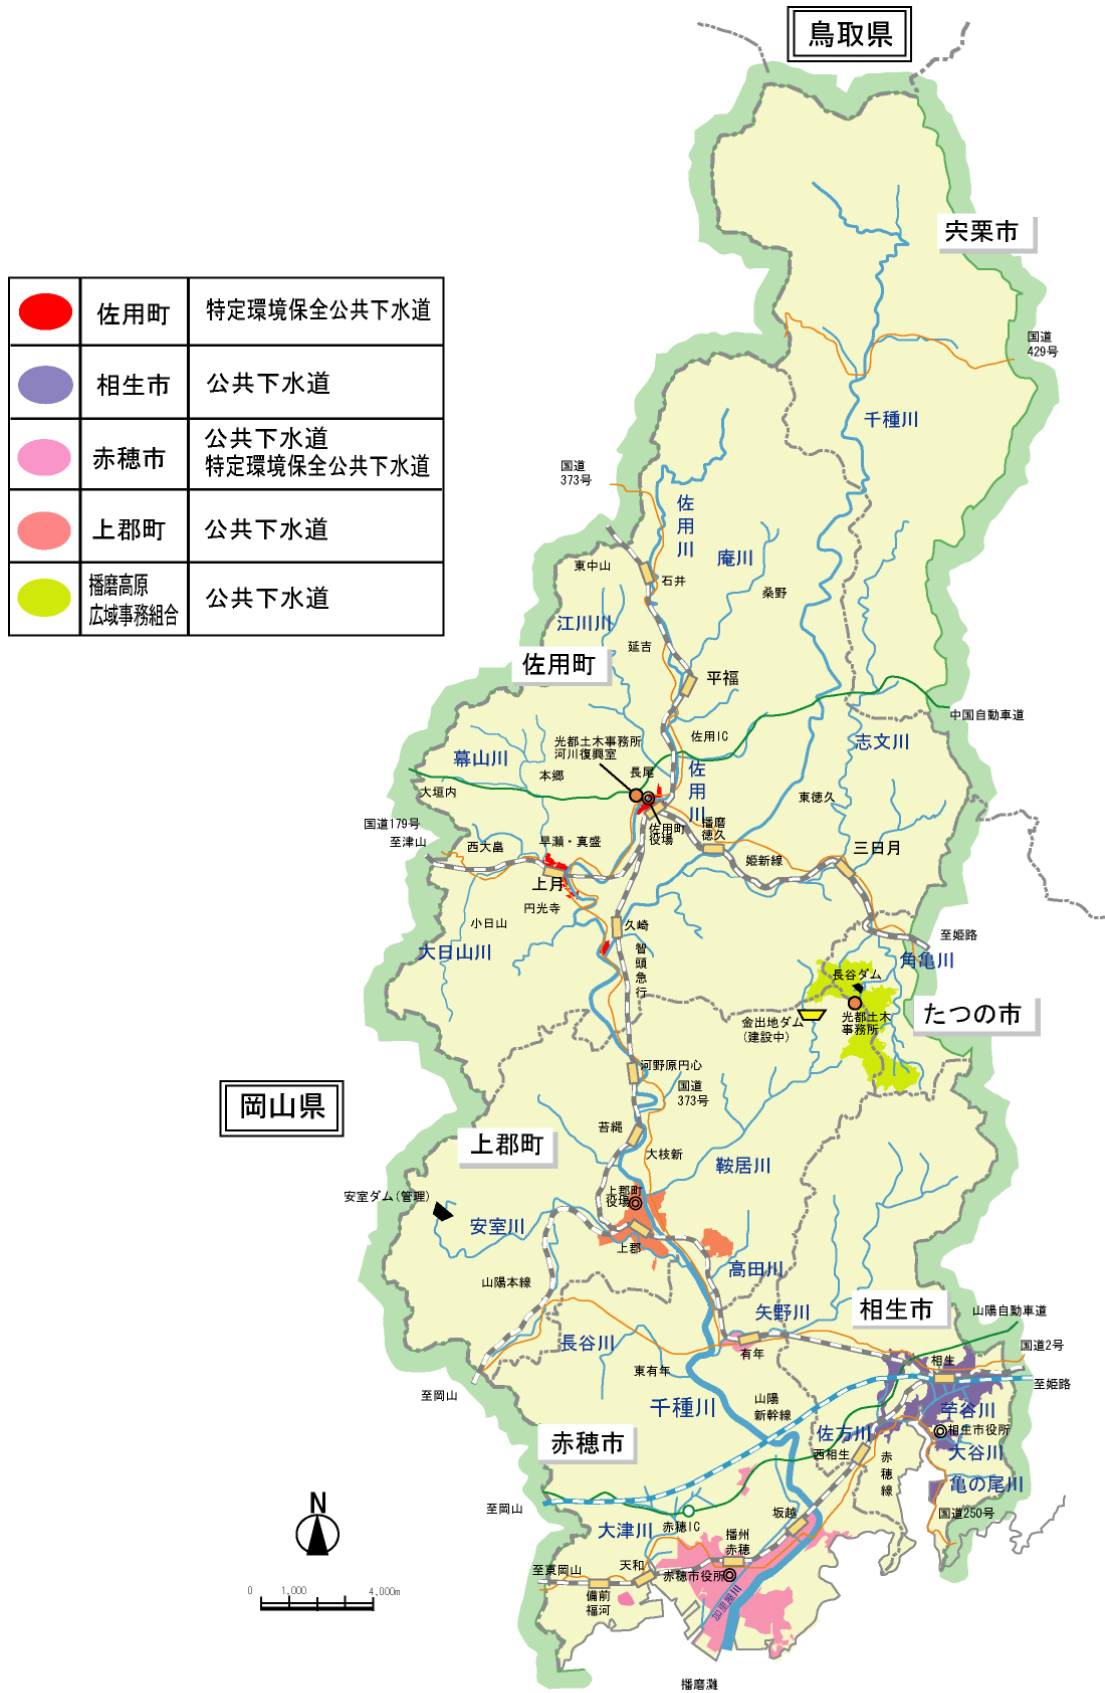 鳥取県
宍粟市
佐用町
特定環境保全公共下水道
相生市
公共下水道
赤穂市
公共下水道
特定環境保全公共下水道
上郡町
公共下水道
播磨高原
広域事務組合
公共下水道
国道
429号
千種川
国道
373号
佐用川
庵川
東中山
石井
桑野
江川川
延吉
佐用町
平福
中国自動車道
佐用IC
志文川
光都土木事務所
河川復興室
幕山川
本郷
長尾
佐用川
大垣内
東徳久
国道179号
至津山
西大畠
早瀬・真盛
佐用町
役場
播磨
徳久
姫新線
三日月
上月
円光寺
小日山
久崎
大日山川
智頭急行
至姫路
角亀川
長谷ダム
金出地ダム
(建設中)
光都土木
事務所
たつの市
河野原円心
国道
373号
岡山県
苔縄
上郡町
大枝新
鞍居川
安室ダム(管理)
上郡町
役場
安室川
上郡
高田川
山陽本線
矢野川
相生市
山陽自動車道
長谷川
有年
国道2号
東有年
相生
至姫路
至岡山
千種川
山陽
新幹線
苧谷川
佐方川
相生市役所
赤穂市
西相生
赤穂線
大谷川
亀の尾川
至岡山
国道250号
N
大津川
赤穂IC
坂越
播州
赤穂
天和
至東岡山
赤穂市役所
備前
福河
加里屋川
0 1,000 4,000m
播磨灘